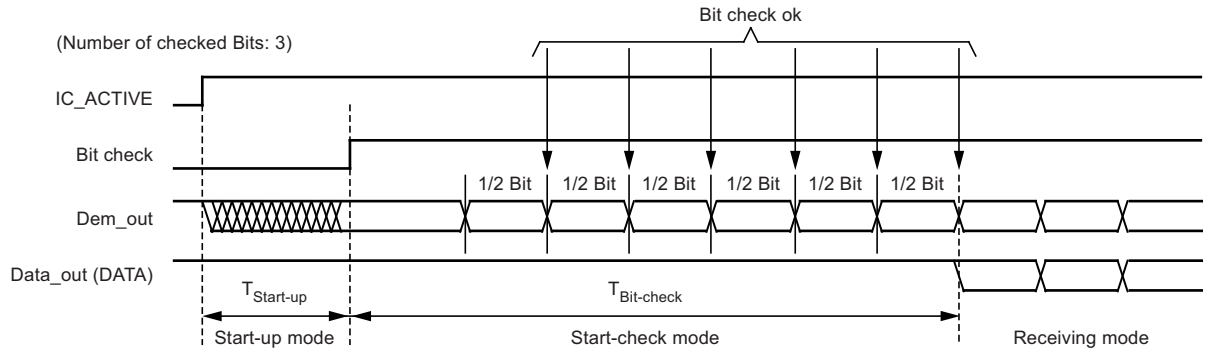 Bit check ok
(Number of checked Bits: 3)
IC_ACTIVE
Bit check
1/2 Bit 1/2 Bit 1/2 Bit 1/2 Bit 1/2 Bit 1/2 Bit
Dem_out
Data_out (DATA)
TStart-up TBit-check
Start-up mode Start-check mode Receiving mode